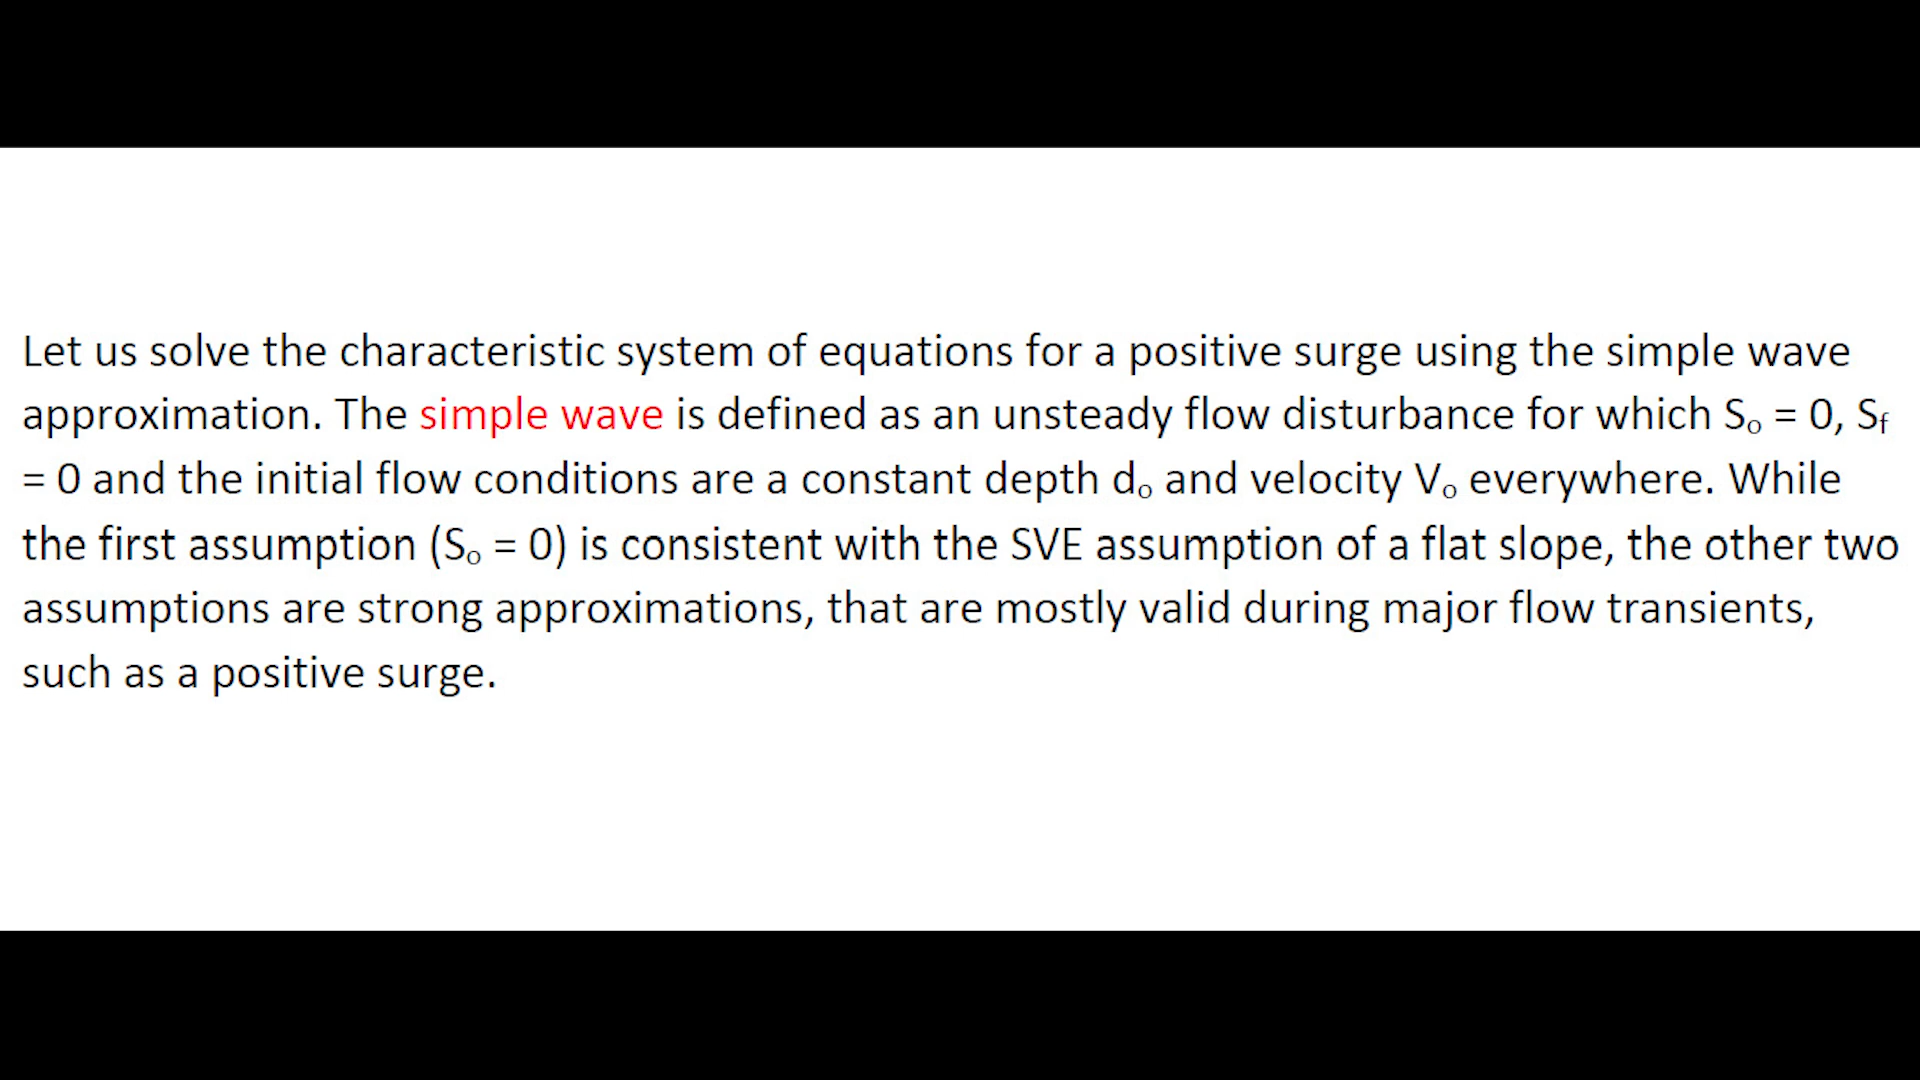 Let us solve the characteristic system of equations for a positive surge using the simple wave
approximation. The simple wave is defined as an unsteady flow disturbance for which Sₒ = 0, S_f
= 0 and the initial flow conditions are a constant depth dₒ and velocity Vₒ everywhere. While
the first assumption (Sₒ = 0) is consistent with the SVE assumption of a flat slope, the other two
assumptions are strong approximations, that are mostly valid during major flow transients,
such as a positive surge.